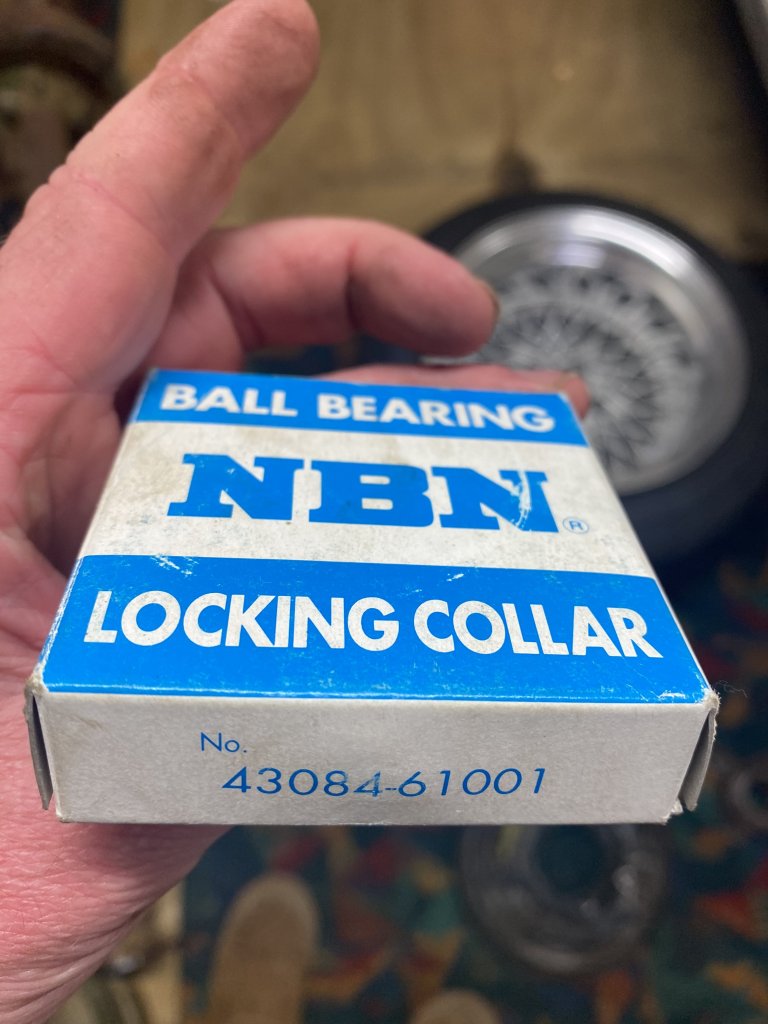 BALL BEARING
NBN®
LOCKING COLLAR
No.
43084-61001